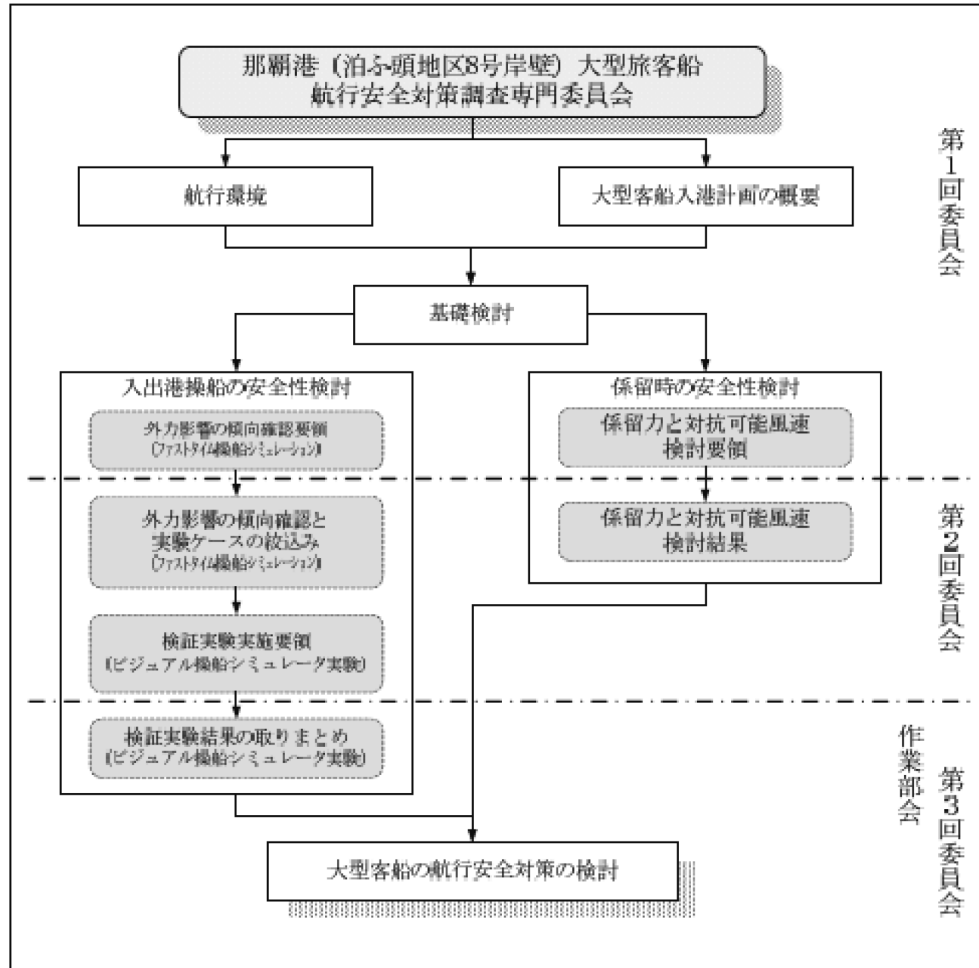 那覇港（泊ふ頭地区8号岸壁）大型旅客船
航行安全対策調査専門委員会
航行環境
大型客船入港計画の概要
基礎検討
入出港操船の安全性検討
外力影響の傾向確認要領
(ファストタイム操船シミュレーション)
外力影響の傾向確認と
実験ケースの絞込み
(ファストタイム操船シミュレーション)
検証実験実施要領
(ビジュアル操船シミュレータ実験)
検証実験結果の取りまとめ
(ビジュアル操船シミュレータ実験)
係留時の安全性検討
係留力と対抗可能風速
検討要領
係留力と対抗可能風速
検討結果
大型客船の航行安全対策の検討
第1回委員会
第2回委員会
第3回委員会
作業部会